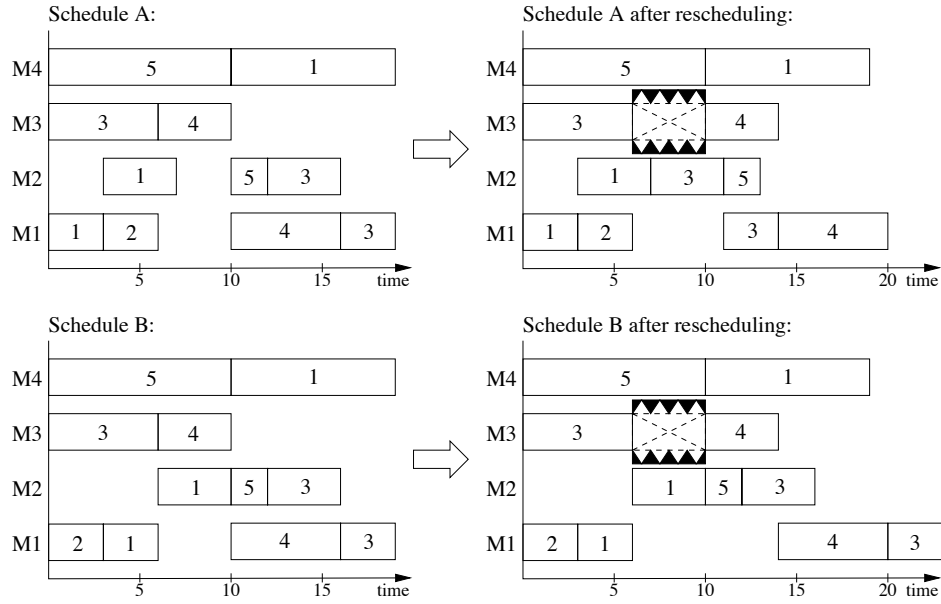 Schedule A:
M4 5 1
M3 3 4
M2 1 5 3
M1 1 2 4 3
5 10 15 time
Schedule A after rescheduling:
5 1
M4
3 4
M3
1 3 5
M2
1 2 3 4
M1
5 10 15 20 time
Schedule B:
M4 5 1
M3 3 4
M2 1 5 3
M1 2 1 4 3
5 10 15 time
Schedule B after rescheduling:
M4 5 1
M3 3 4
M2 1 5 3
M1 2 1 4 3
5 10 15 20 time